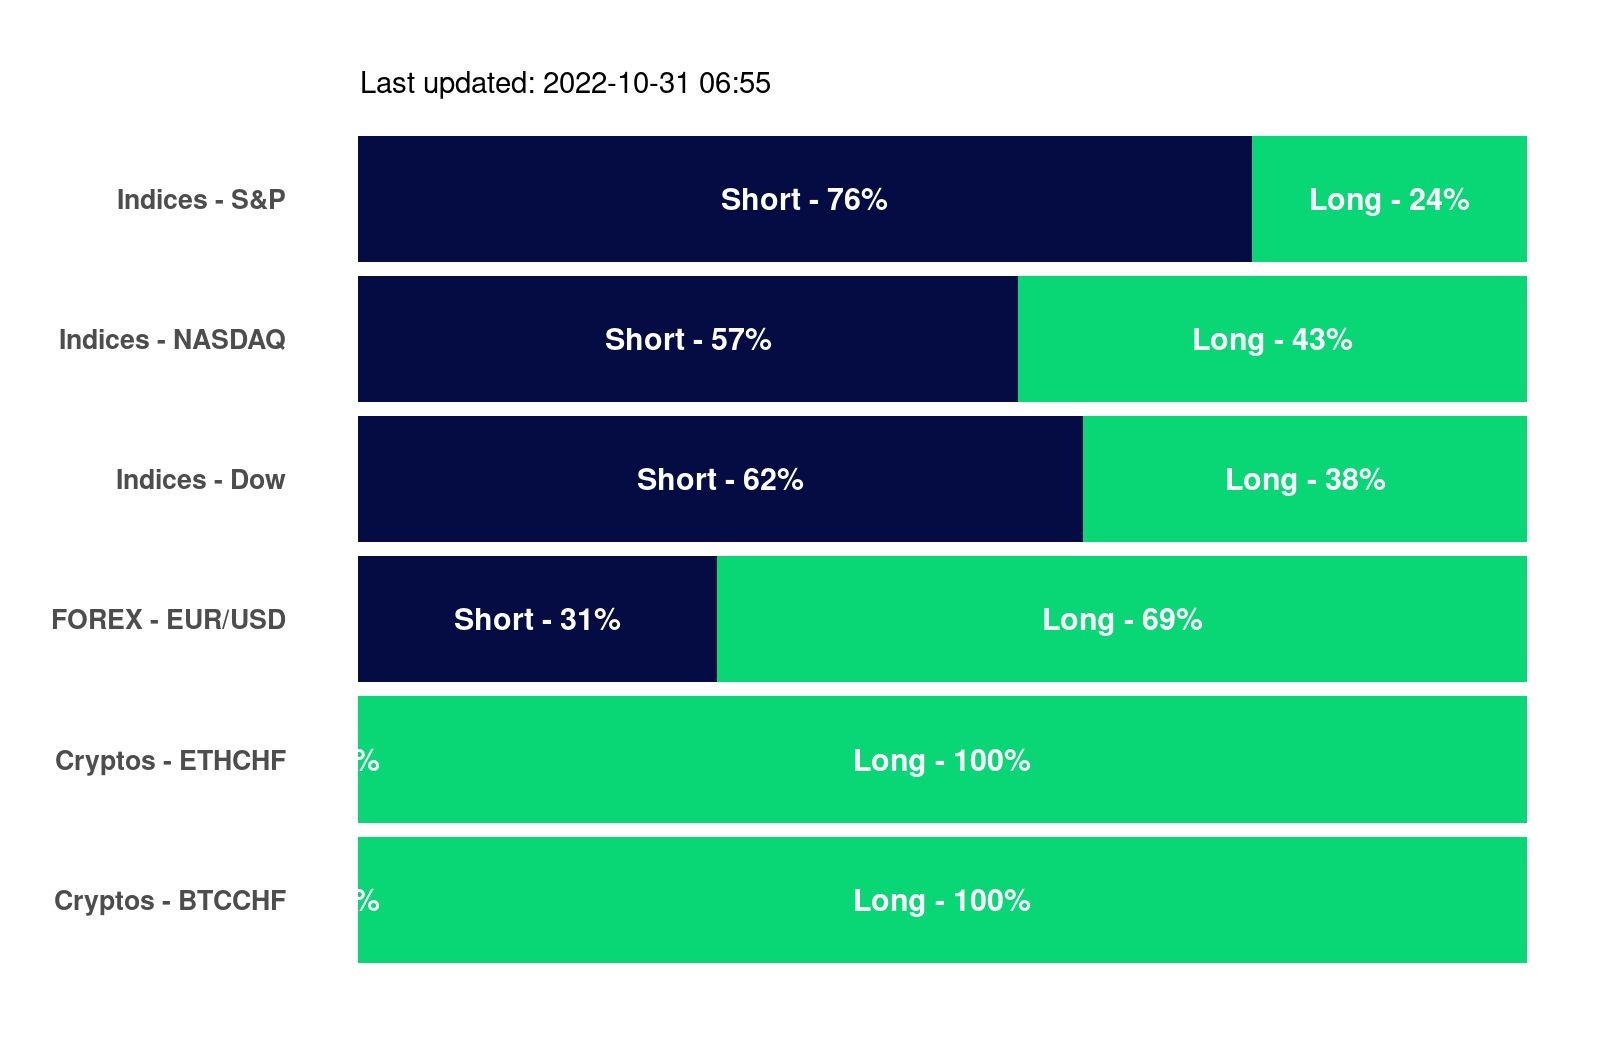 Last updated: 2022-10-31 06:55
Indices - S&P Short - 76% Long - 24%
Indices - NASDAQ Short - 57% Long - 43%
Indices - Dow Short - 62% Long - 38%
FOREX - EUR/USD Short - 31% Long - 69%
Cryptos - ETHCHF % Long - 100%
Cryptos - BTCCHF % Long - 100%